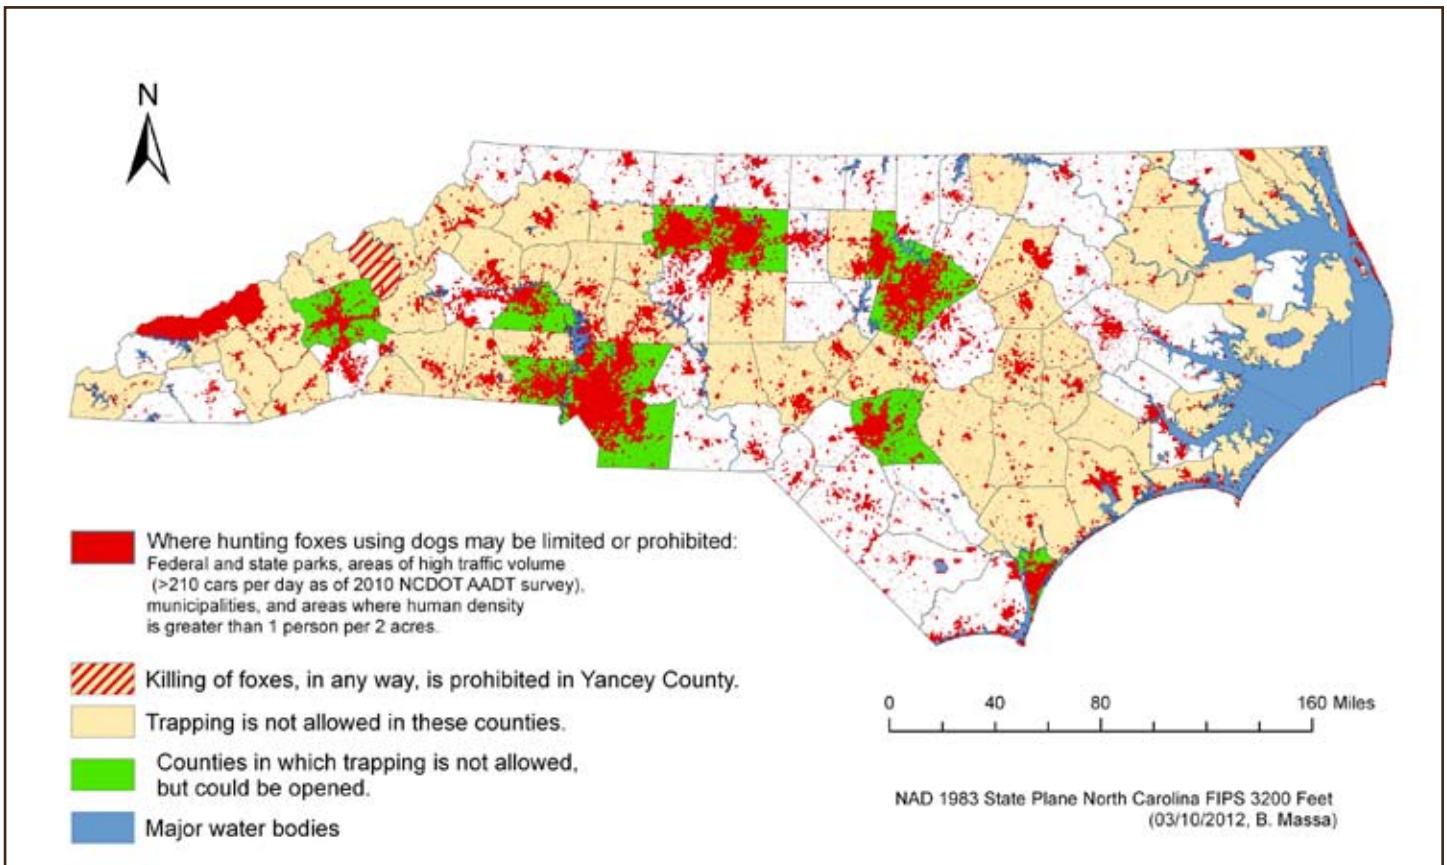 N
Where hunting foxes using dogs may be limited or prohibited:
Federal and state parks, areas of high traffic volume
(>210 cars per day as of 2010 NCDOT AADT survey),
municipalities, and areas where human density
is greater than 1 person per 2 acres.
Killing of foxes, in any way, is prohibited in Yancey County.
Trapping is not allowed in these counties.
Counties in which trapping is not allowed,
but could be opened.
Major water bodies
0 40 80 160 Miles
NAD 1983 State Plane North Carolina FIPS 3200 Feet
(03/10/2012, B. Massa)